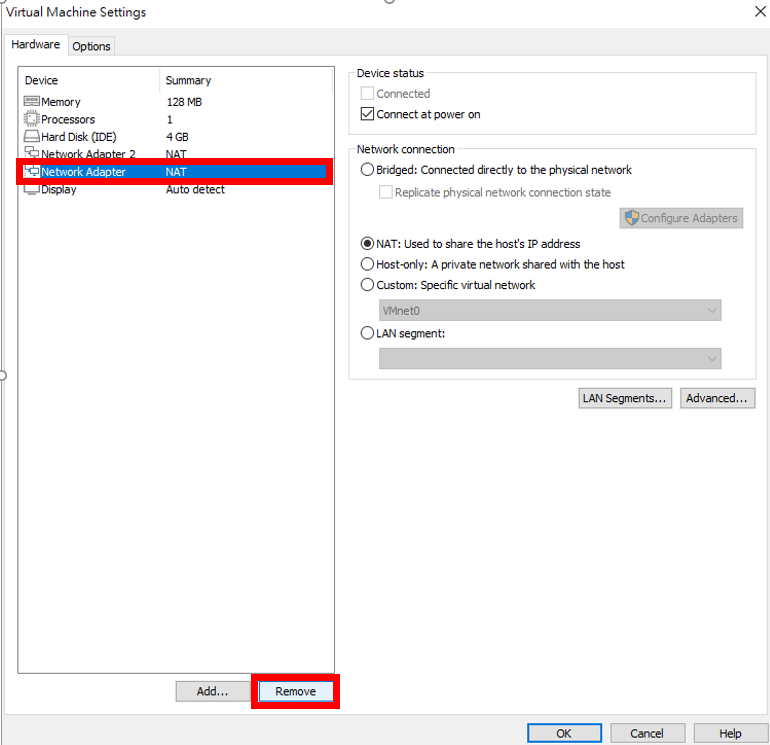 Virtual Machine Settings
Hardware Options
Device Summary
Memory 128 MB
Processors 1
Hard Disk (IDE) 4 GB
Network Adapter 2 NAT
Network Adapter NAT
Display Auto detect
Add... Remove
Device status
Connected
Connect at power on
Network connection
Bridged: Connected directly to the physical network
Replicate physical network connection state
Configure Adapters
NAT: Used to share the host's IP address
Host-only: A private network shared with the host
Custom: Specific virtual network
VMnet0
LAN segment:
LAN Segments... Advanced...
OK Cancel Help